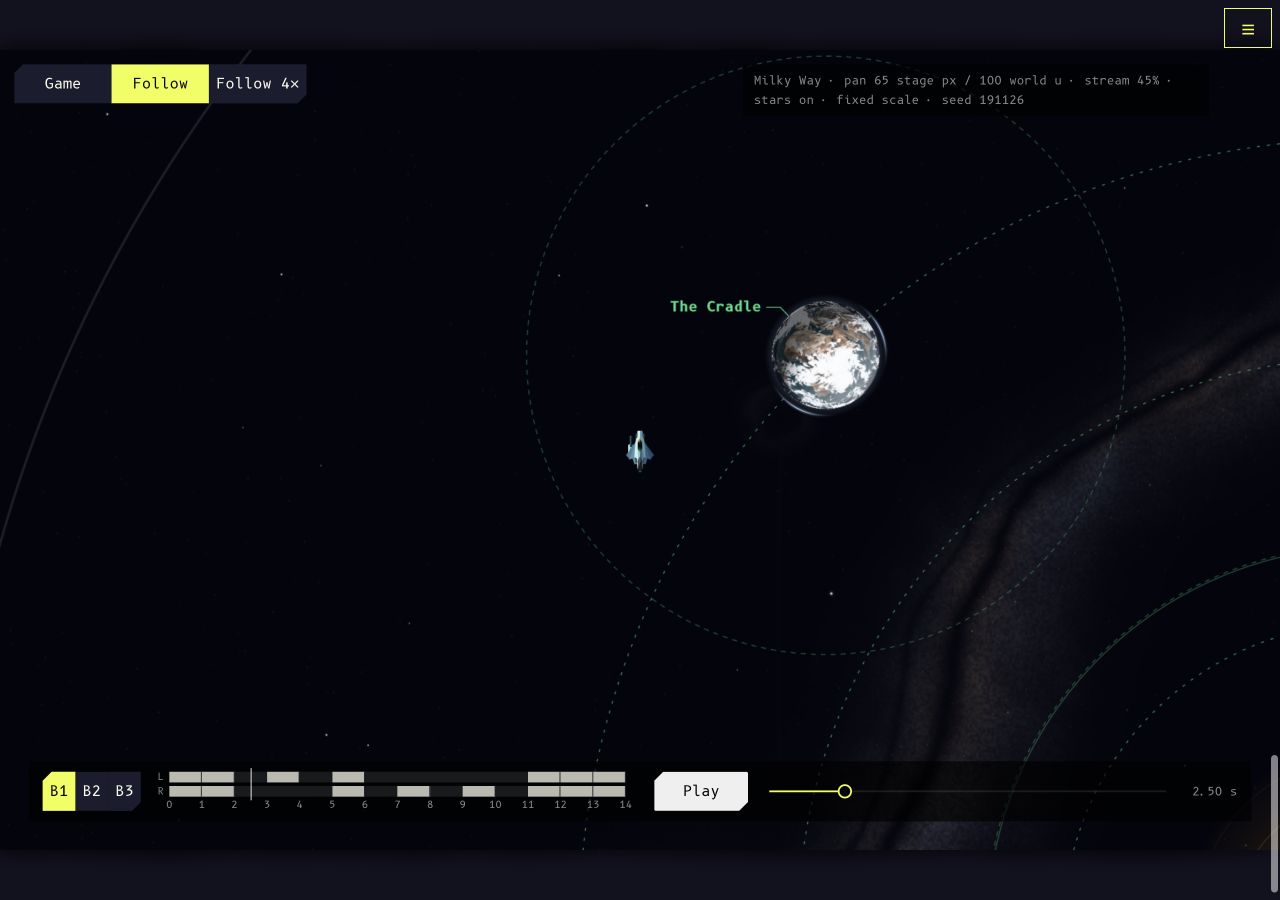 ≡
Game Follow Follow 4×
Milky Way · pan 65 stage px / 100 world u · stream 45% ·
stars on · fixed scale · seed 191126
The Cradle
B1 B2 B3
L
R
0 1 2 3 4 5 6 7 8 9 10 11 12 13 14
Play
2.50 s